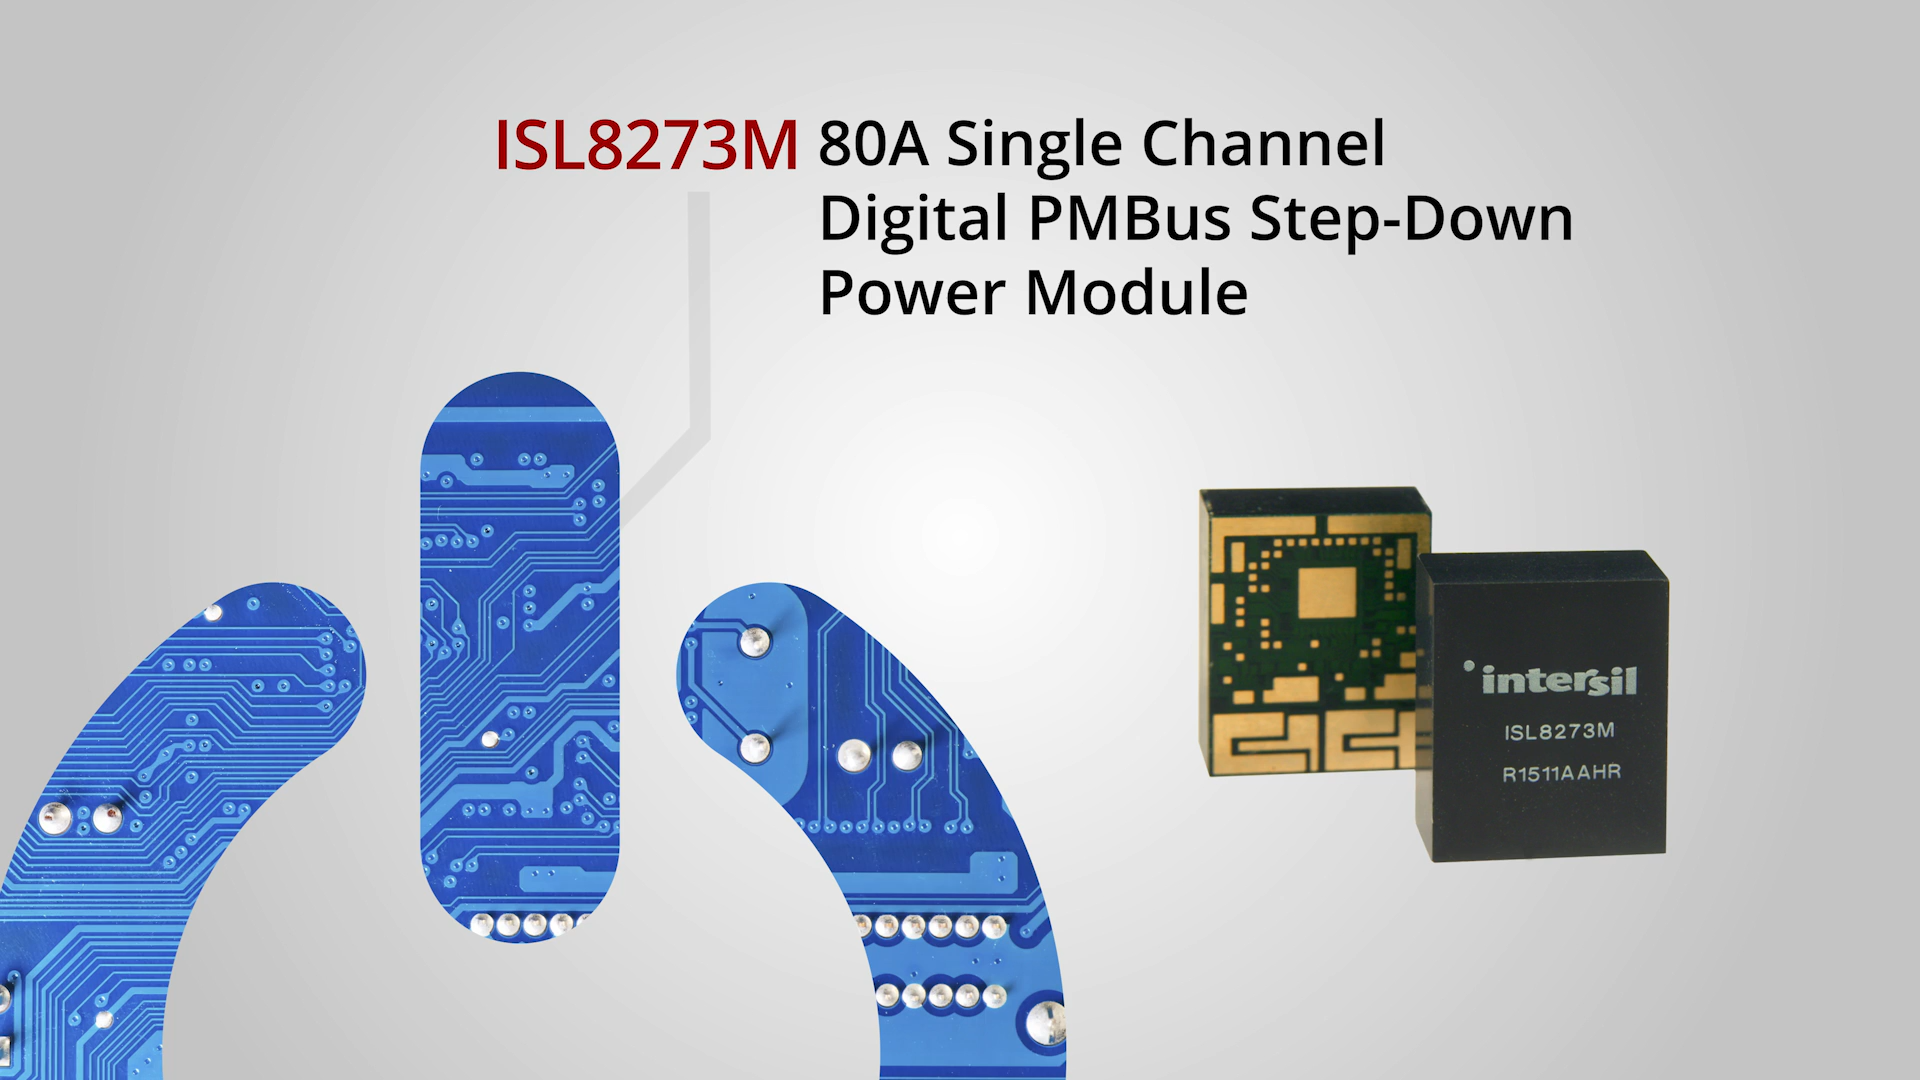 ISL8273M 80A Single Channel
Digital PMBus Step-Down
Power Module
intersil
ISL8273M
R1511AAHR